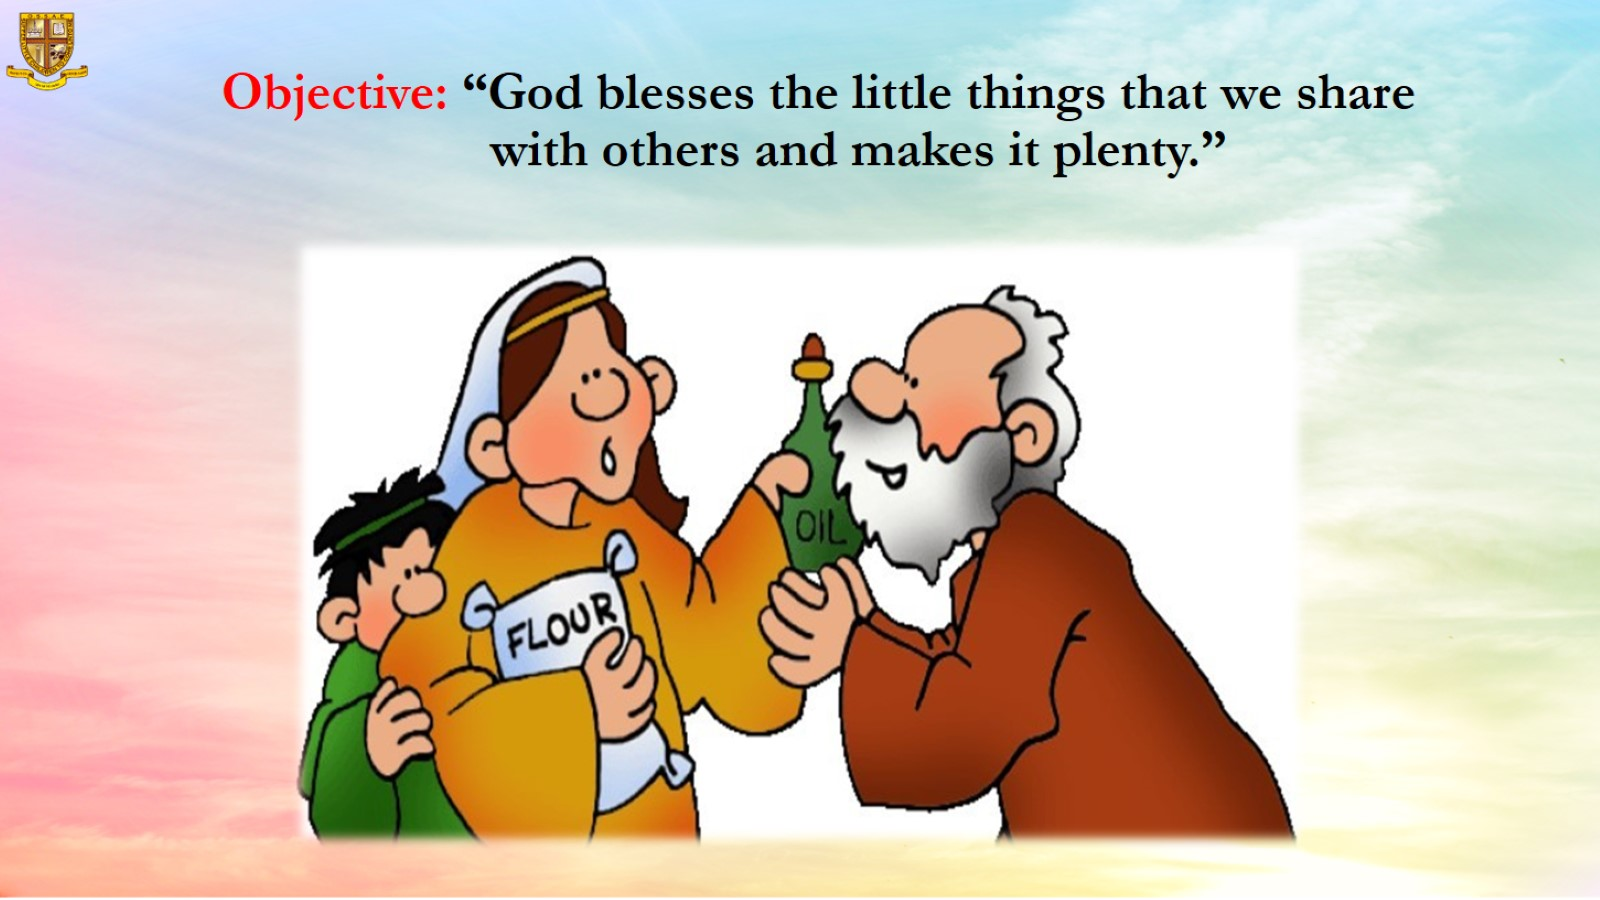 Objective: “God blesses the little things that we share
with others and makes it plenty.”
OIL
FLOUR